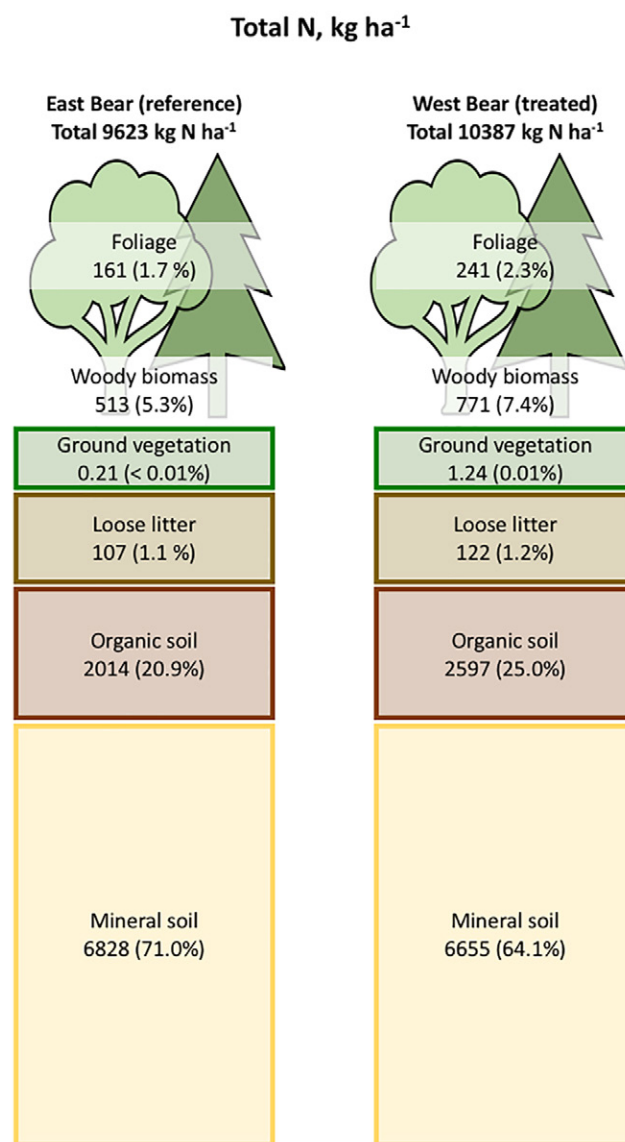 Total N, kg ha⁻¹
East Bear (reference)
Total 9623 kg N ha⁻¹
Foliage
161 (1.7 %)
Woody biomass
513 (5.3%)
Ground vegetation
0.21 (< 0.01%)
Loose litter
107 (1.1 %)
Organic soil
2014 (20.9%)
Mineral soil
6828 (71.0%)
West Bear (treated)
Total 10387 kg N ha⁻¹
Foliage
241 (2.3%)
Woody biomass
771 (7.4%)
Ground vegetation
1.24 (0.01%)
Loose litter
122 (1.2%)
Organic soil
2597 (25.0%)
Mineral soil
6655 (64.1%)